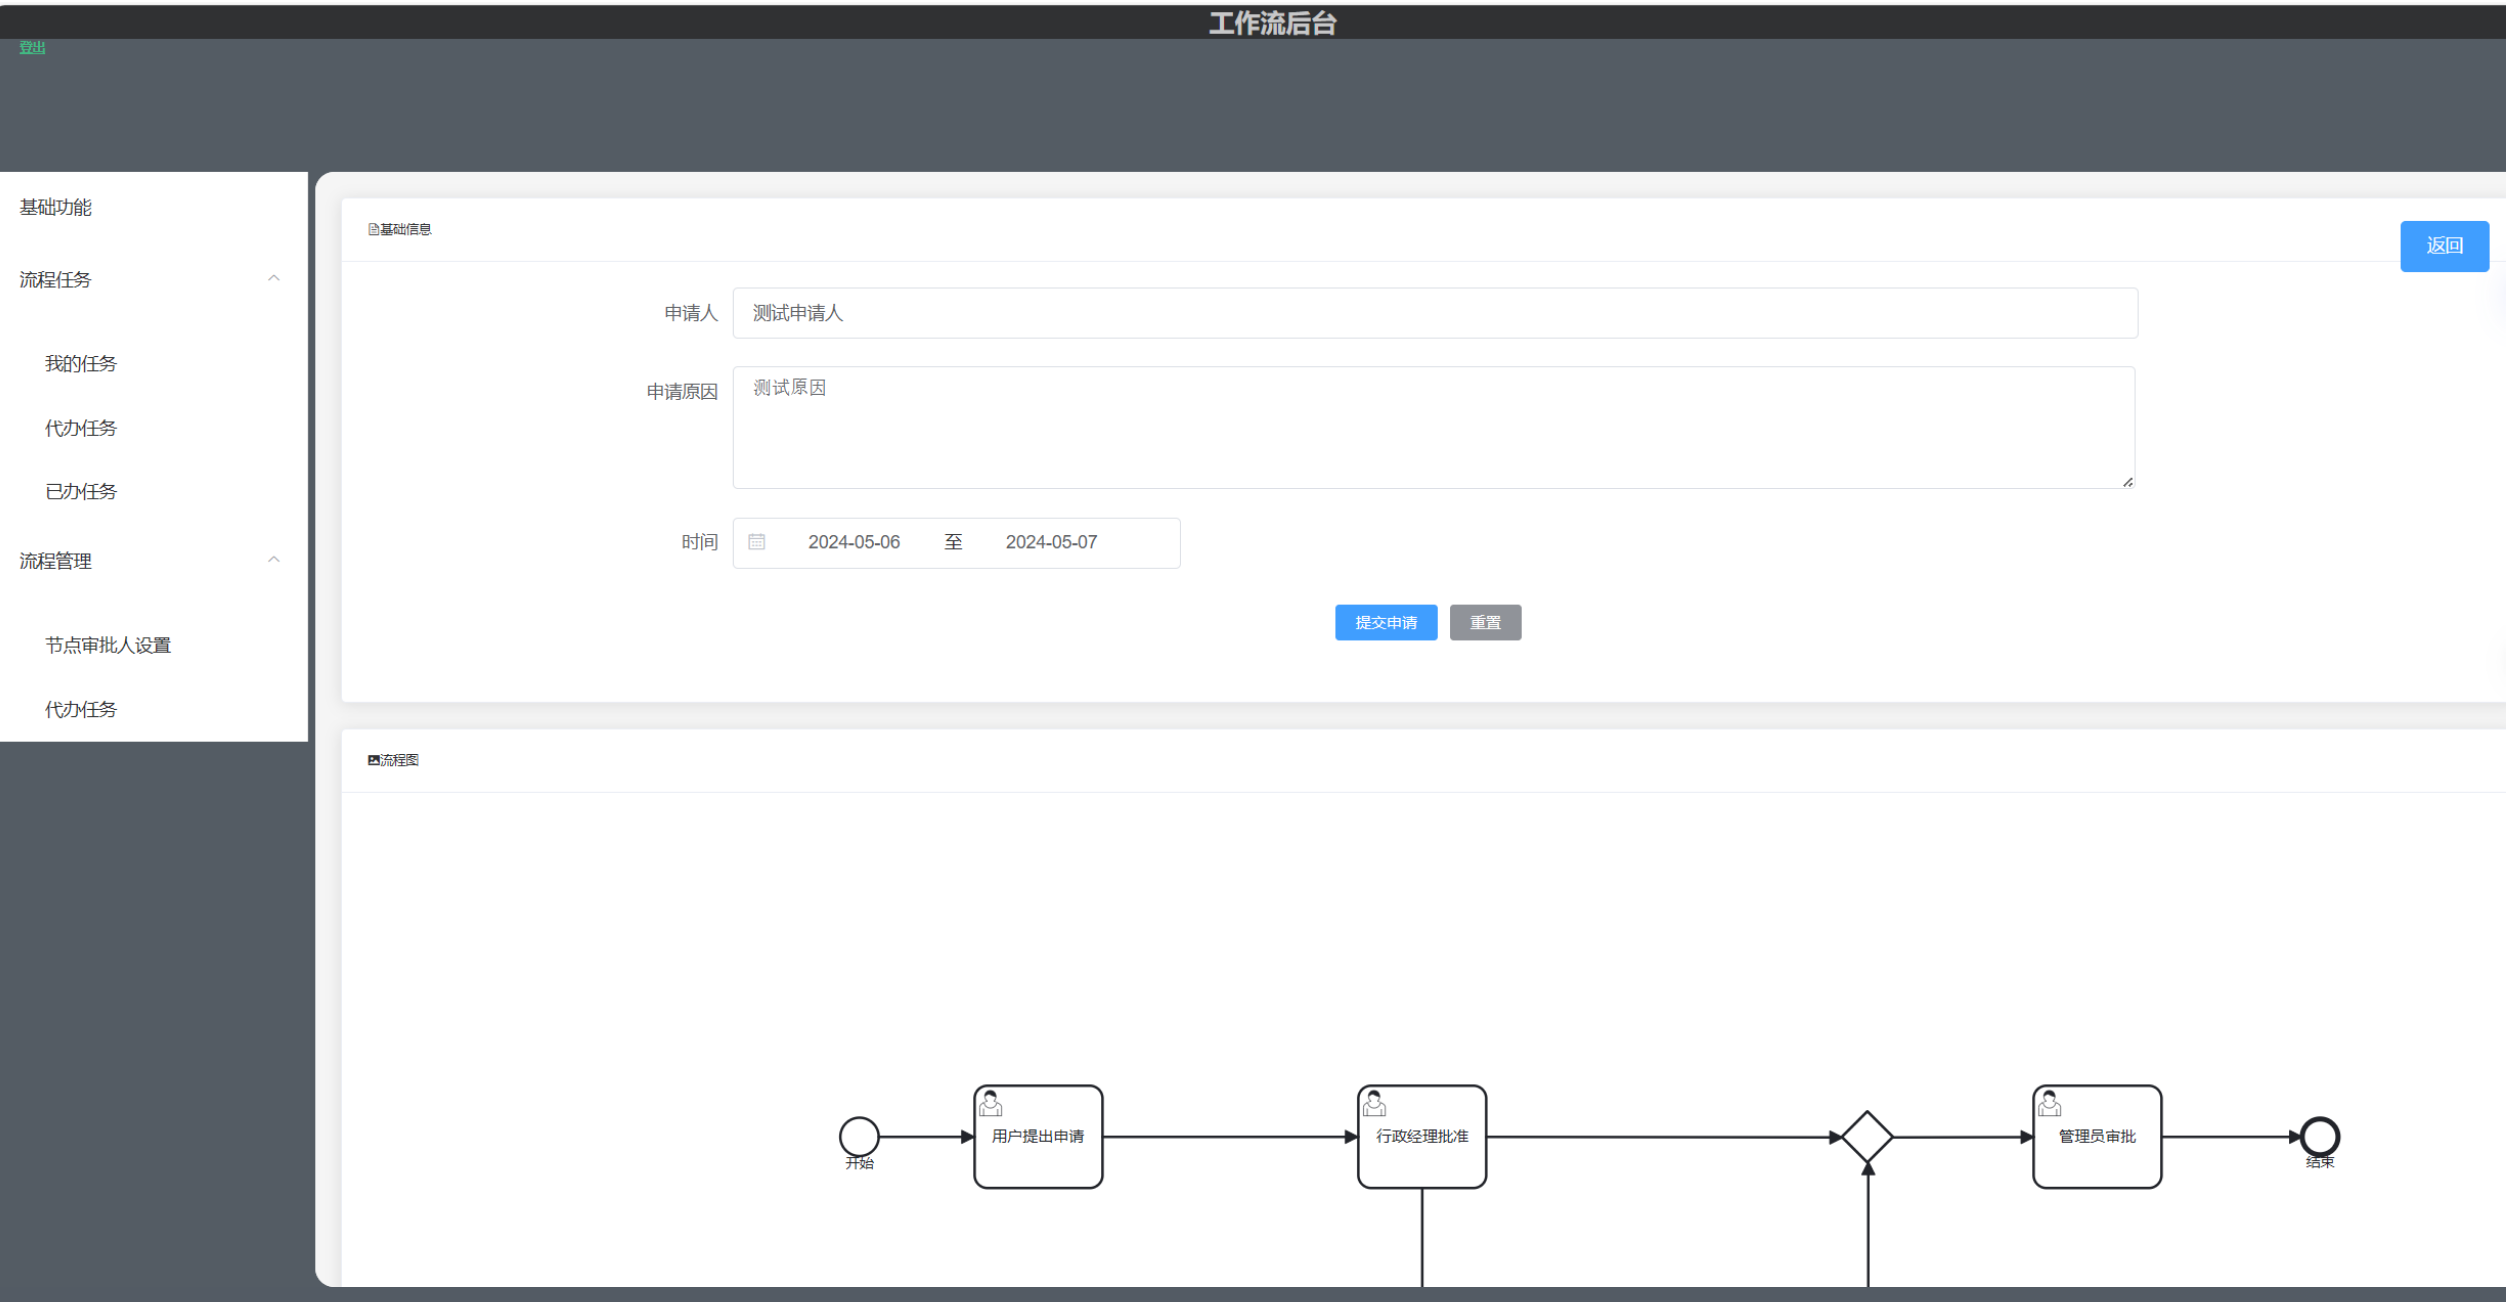 工作流后台
登出
基础功能
流程任务
我的任务
代办任务
已办任务
流程管理
节点审批人设置
代办任务
基础信息
返回
申请人 测试申请人
申请原因 测试原因
时间 2024-05-06 至 2024-05-07
提交申请 重置
流程图
用户提出申请 行政经理批准 管理员审批
开始 结束